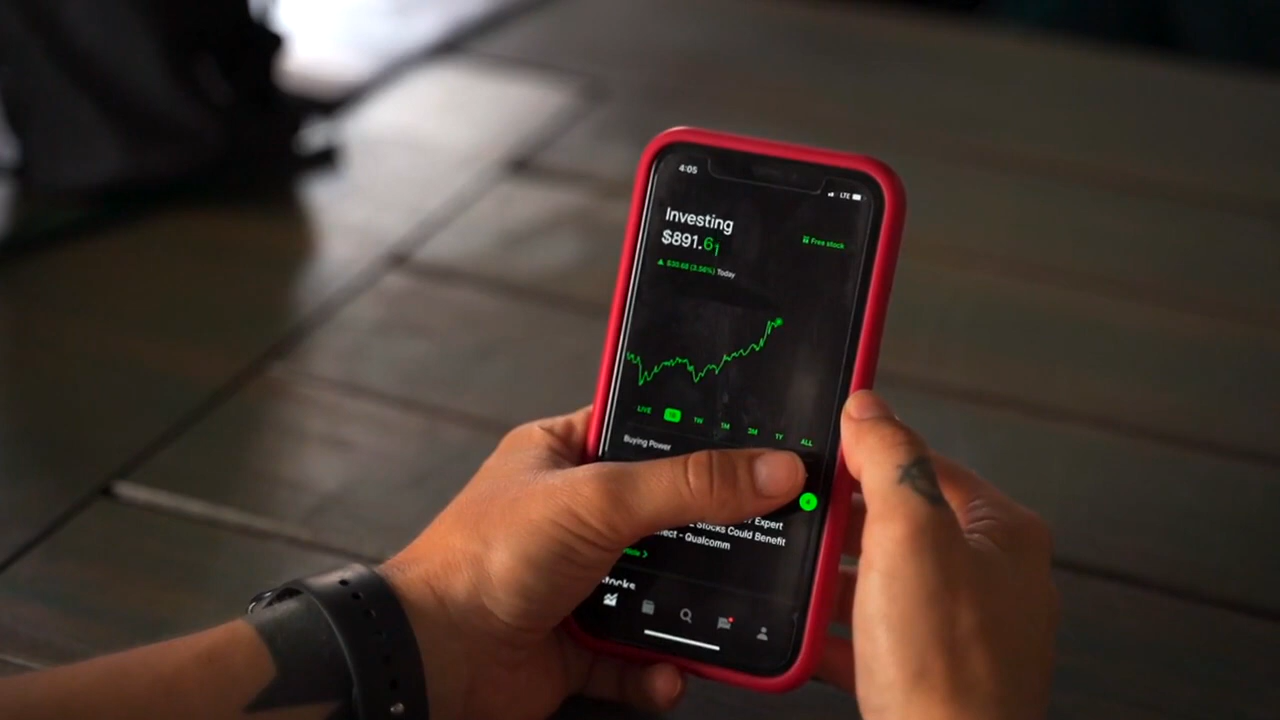 4:05
LTE
Investing
$891.61
Free stock
Today
LIVE
1W
1M
3M
1Y
ALL
Buying Power
Expert
Stocks Could Benefit
- Qualcomm